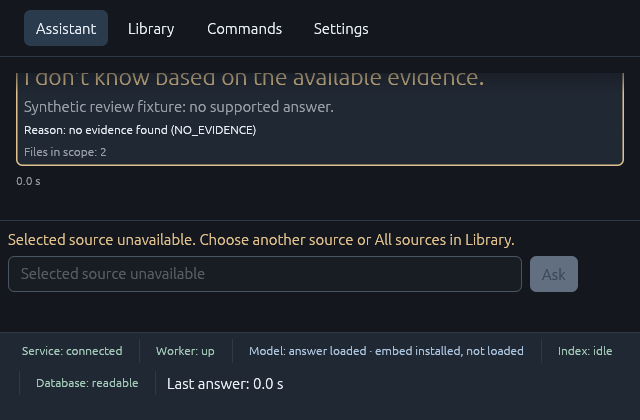 Assistant Library Commands Settings
I don't know based on the available evidence.
Synthetic review fixture: no supported answer.
Reason: no evidence found (NO_EVIDENCE)
Files in scope: 2
0.0 s
Selected source unavailable. Choose another source or All sources in Library.
Selected source unavailable Ask
Service: connected Worker: up Model: answer loaded · embed installed, not loaded Index: idle
Database: readable Last answer: 0.0 s